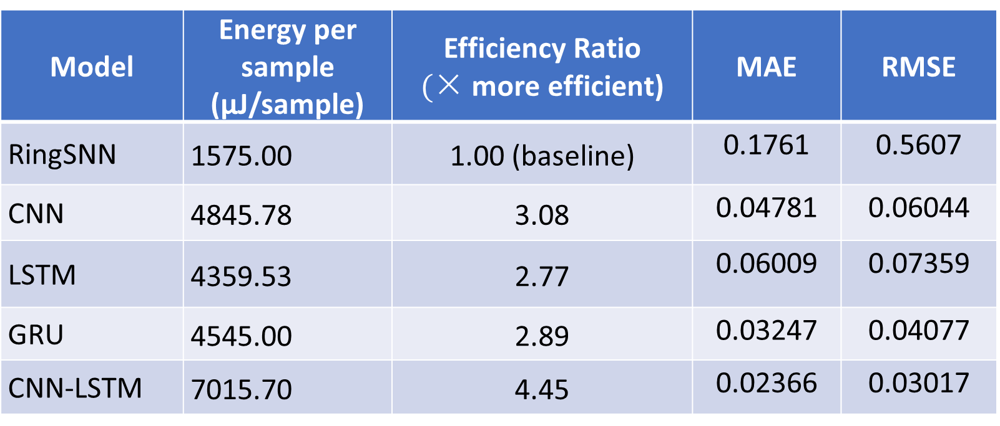 Model
Energy per
sample
(µJ/sample)
Efficiency Ratio
(× more efficient)
MAE
RMSE
RingSNN
1575.00
1.00 (baseline)
0.1761
0.5607
CNN
4845.78
3.08
0.04781
0.06044
LSTM
4359.53
2.77
0.06009
0.07359
GRU
4545.00
2.89
0.03247
0.04077
CNN-LSTM
7015.70
4.45
0.02366
0.03017